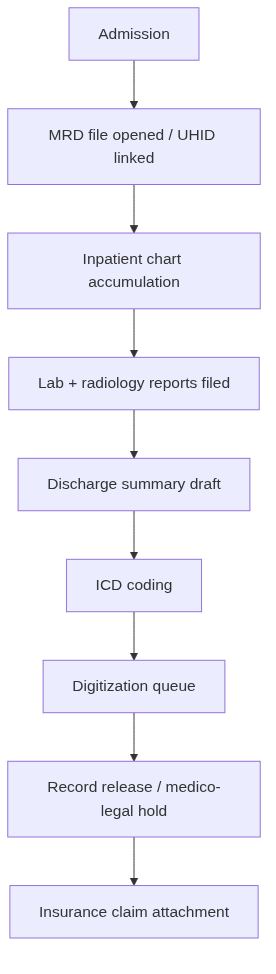 Admission
MRD file opened / UHID
linked
Inpatient chart
accumulation
Lab + radiology reports filed
Discharge summary draft
ICD coding
Digitization queue
Record release / medico-
legal hold
Insurance claim attachment